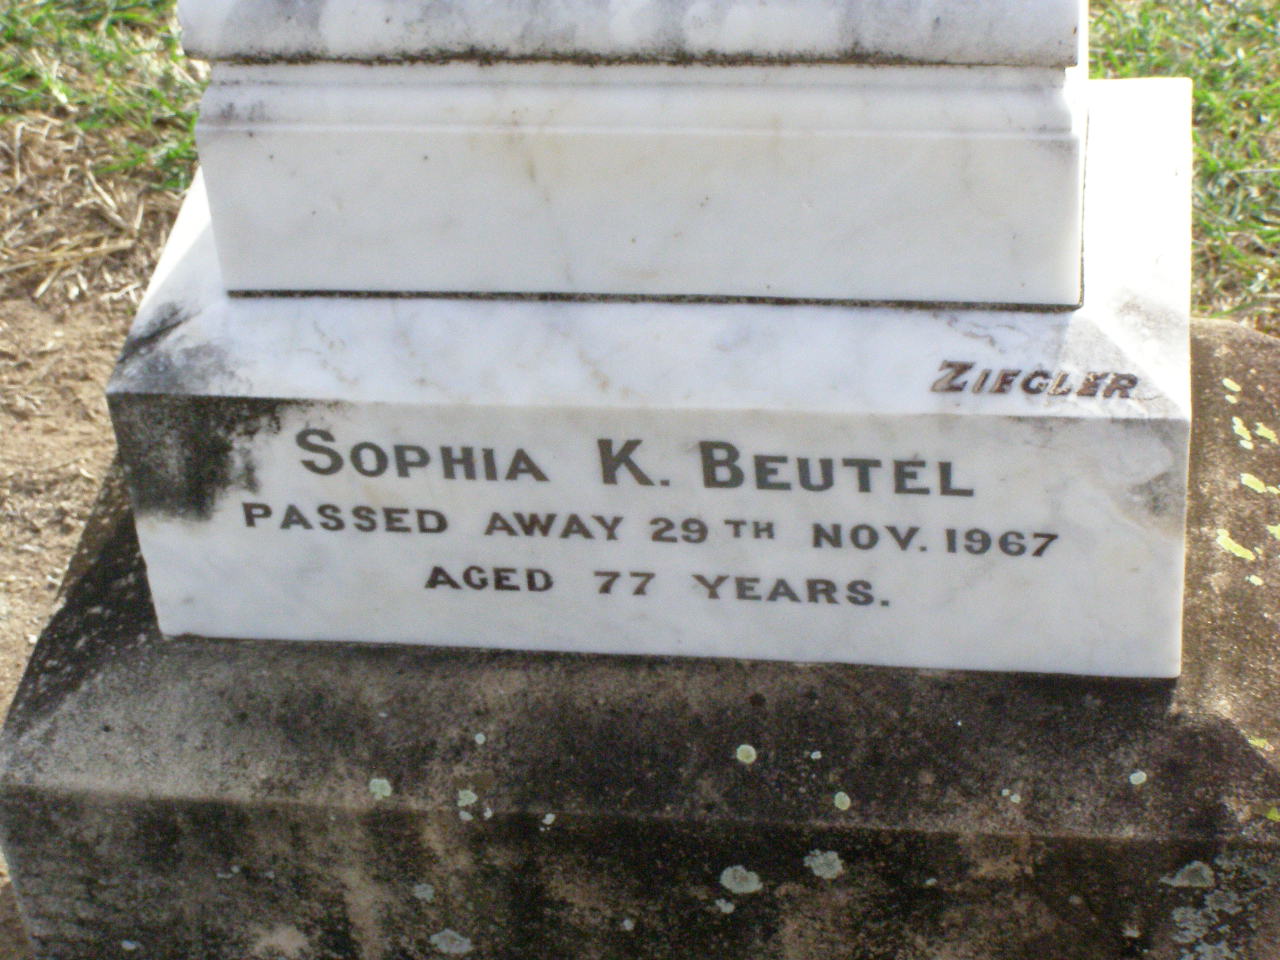 ZIEGLER
SOPHIA K. BEUTEL
PASSED AWAY 29TH NOV. 1967
AGED 77 YEARS.